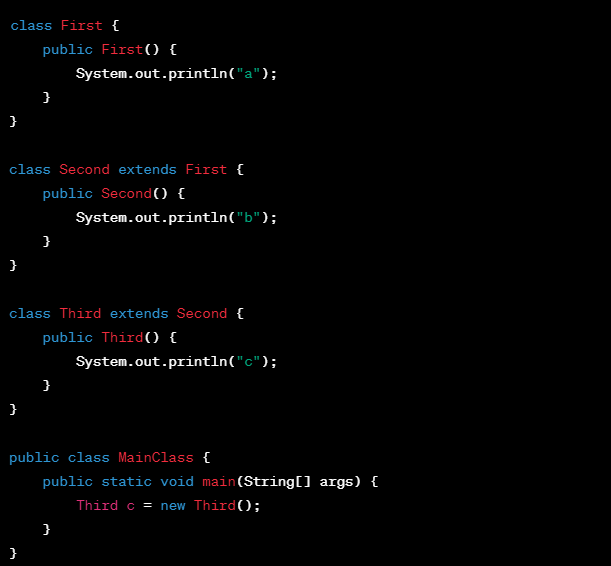 class First {
    public First() {
        System.out.println("a");
    }
}

class Second extends First {
    public Second() {
        System.out.println("b");
    }
}

class Third extends Second {
    public Third() {
        System.out.println("c");
    }
}

public class MainClass {
    public static void main(String[] args) {
        Third c = new Third();
    }
}